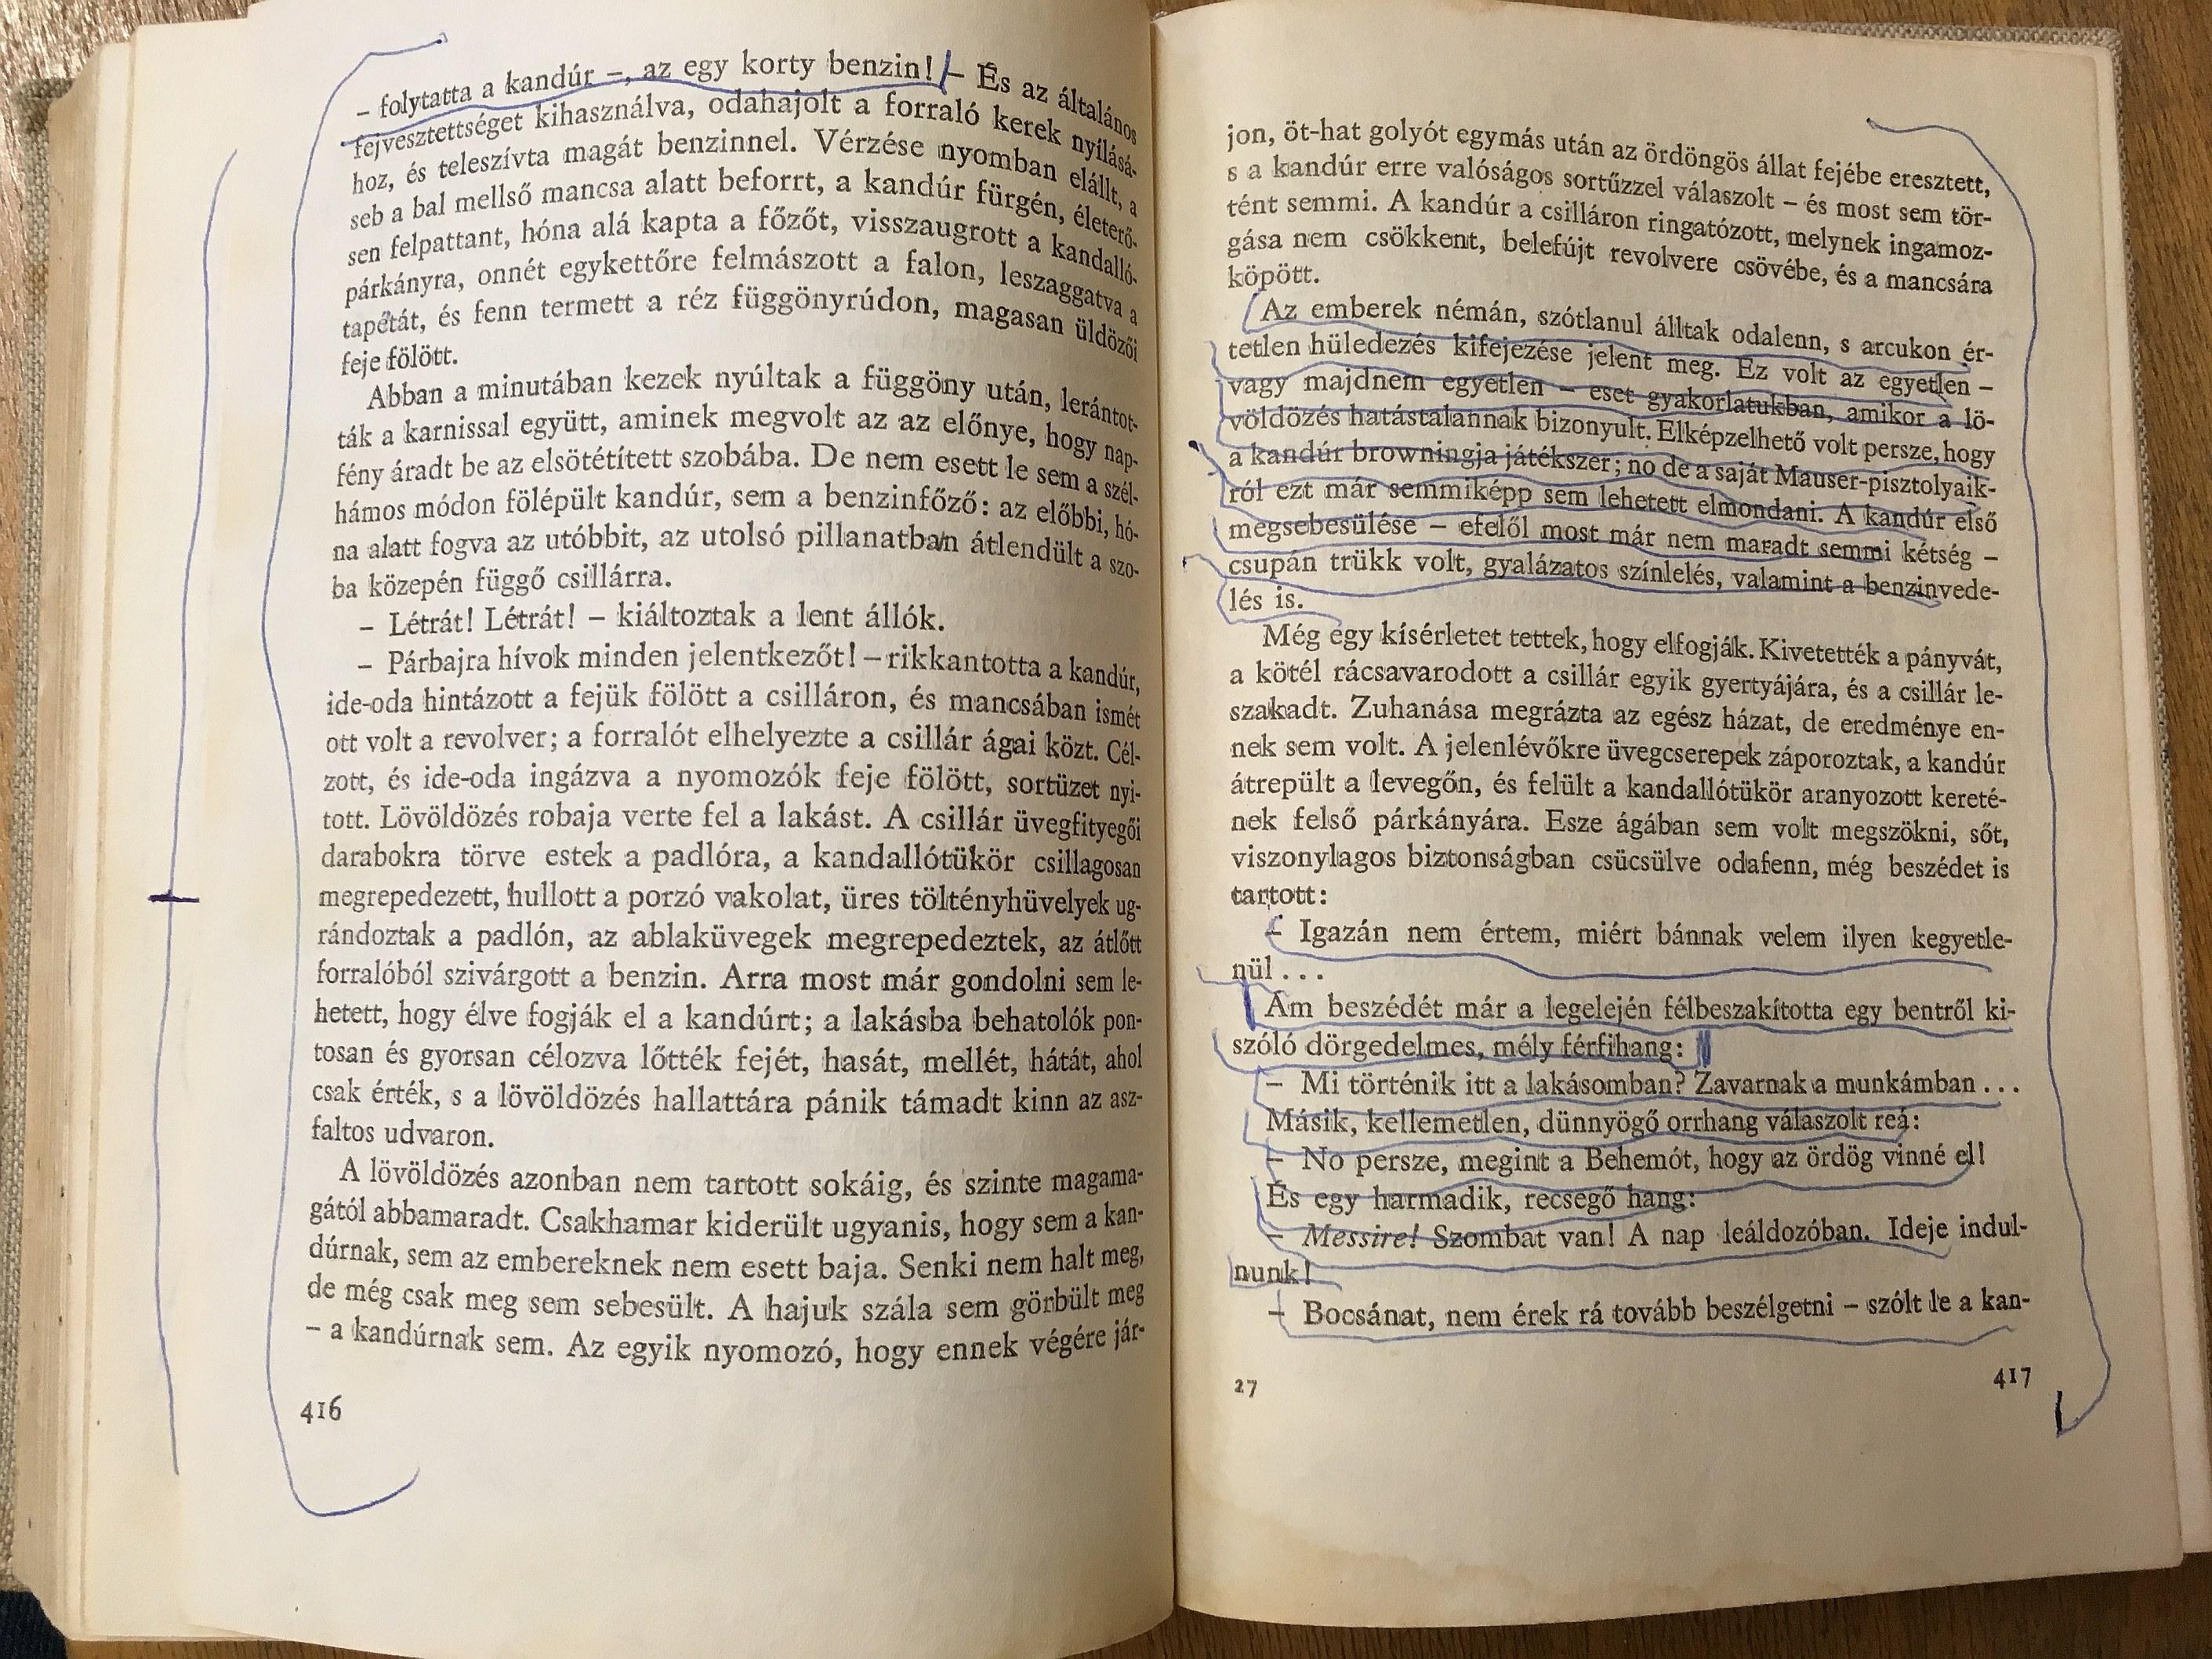 – folytatta a kandúr –, az egy korty benzin! – És az általános
fejvesztettséget kihasználva, odahajolt a forraló kerek nyílásá-
hoz, és teleszívta magát benzinnel. Vérzése nyomban elállt, a
seb a bal mellső mancsa alatt beforrt, a kandúr fürgén, életerő-
sen felpattant, hóna alá kapta a főzőt, visszaugrott a kandalló-
párkányra, onnét egykettőre felmászott a falon, leszaggatva a
tapétát, és fenn termett a réz függönyrúdon, magasan üldözői
feje fölött.
Abban a minutában kezek nyúltak a függöny után, lerántot-
ták a karnissal együtt, aminek megvolt az az előnye, hogy nap-
fény áradt be az elsötétített szobába. De nem esett le sem a szél-
hámos módon fölépült kandúr, sem a benzinfőző: az előbbi, hó-
na alatt fogva az utóbbit, az utolsó pillanatban átlendült a szo-
ba közepén függő csillárra.
– Létrát! Létrát! – kiáltoztak a lent állók.
– Párbajra hívok minden jelentkezőt! – rikkantotta a kandúr,
ide-oda hintázott a fejük fölött a csilláron, és mancsában ismét
ott volt a revolver; a forralót elhelyezte a csillár ágai közt. Cél-
zott, és ide-oda ingázva a nyomozók feje fölött, sortüzet nyi-
tott. Lövöldözés robaja verte fel a lakást. A csillár üvegfityegői
darabokra törve estek a padlóra, a kandallótükör csillagosan
megrepedezett, hullott a porzó vakolat, üres töltényhüvelyek ug-
rándoztak a padlón, az ablaküvegek megrepedeztek, az átlőtt
forralóból szivárgott a benzin. Arra most már gondolni sem le-
hetett, hogy élve fogják el a kandúrt; a lakásba behatolók pon-
tosan és gyorsan célozva lőtték fejét, hasát, mellét, hátát, ahol
csak érték, s a lövöldözés hallattára pánik támadt kinn az asz-
faltos udvaron.
A lövöldözés azonban nem tartott sokáig, és szinte magama-
gától abbamaradt. Csakhamar kiderült ugyanis, hogy sem a kan-
dúrnak, sem az embereknek nem esett baja. Senki nem halt meg,
de még csak meg sem sebesült. A hajuk szála sem görbült meg
– a kandúrnak sem. Az egyik nyomozó, hogy ennek végére jár-
416
jon, öt-hat golyót egymás után az ördöngös állat fejébe eresztett,
s a kandúr erre valóságos sortűzzel válaszolt – és most sem tör-
tént semmi. A kandúr a csilláron ringatózott, melynek ingamoz-
gása nem csökkent, belefújt revolvere csövébe, és a mancsára
köpött.
Az emberek némán, szótlanul álltak odalenn, s arcukon ér-
tetlen hüledezés kifejezése jelent meg. Ez volt az egyetlen –
vagy majdnem egyetlen – eset gyakorlatukban, amikor a lö-
völdözés hatástalannak bizonyult. Elképzelhető volt persze, hogy
a kandúr browningja játékszer; no de a saját Mauser-pisztolyaik-
ról ezt már semmiképp sem lehetett elmondani. A kandúr első
megsebesülése – efelől most már nem maradt semmi kétség –
csupán trükk volt, gyalázatos színlelés, valamint a benzinvede-
lés is.
Még egy kísérletet tettek, hogy elfogják. Kivetették a pányvát,
a kötél rácsavarodott a csillár egyik gyertyájára, és a csillár le-
szakadt. Zuhanása megrázta az egész házat, de eredménye en-
nek sem volt. A jelenlévőkre üvegcserepek záporoztak, a kandúr
átrepült a levegőn, és felült a kandallótükör aranyozott kereté-
nek felső párkányára. Esze ágában sem volt megszökni, sőt,
viszonylagos biztonságban csücsülve odafenn, még beszédet is
tartott:
– Igazán nem értem, miért bánnak velem ilyen kegyetle-
nül . . .
Ám beszédét már a legelején félbeszakította egy bentről ki-
szóló dörgedelmes, mély férfihang:
– Mi történik itt a lakásomban? Zavarnak a munkámban . . .
Másik, kellemetlen, dünnyögő orrhang válaszolt reá:
– No persze, megint a Behemót, hogy az ördög vinné el!
És egy harmadik, recsegő hang:
– Messire! Szombat van! A nap leáldozóban. Ideje indul-
nunk!
– Bocsánat, nem érek rá tovább beszélgetni – szólt le a kan-
27
417